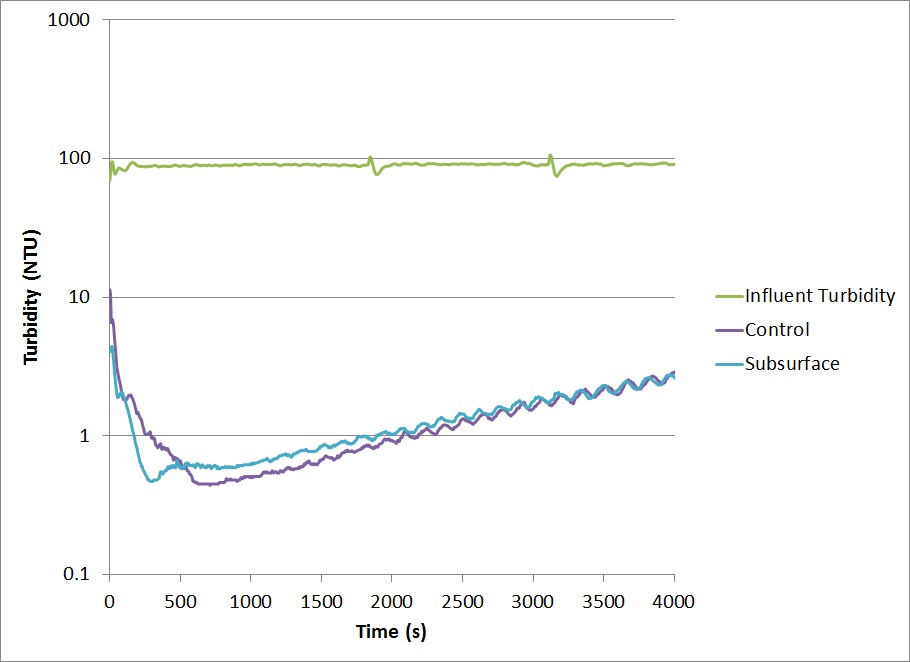 1000
100
10
1
0.1
Turbidity (NTU)
0 500 1000 1500 2000 2500 3000 3500 4000
Time (s)
Influent Turbidity
Control
Subsurface